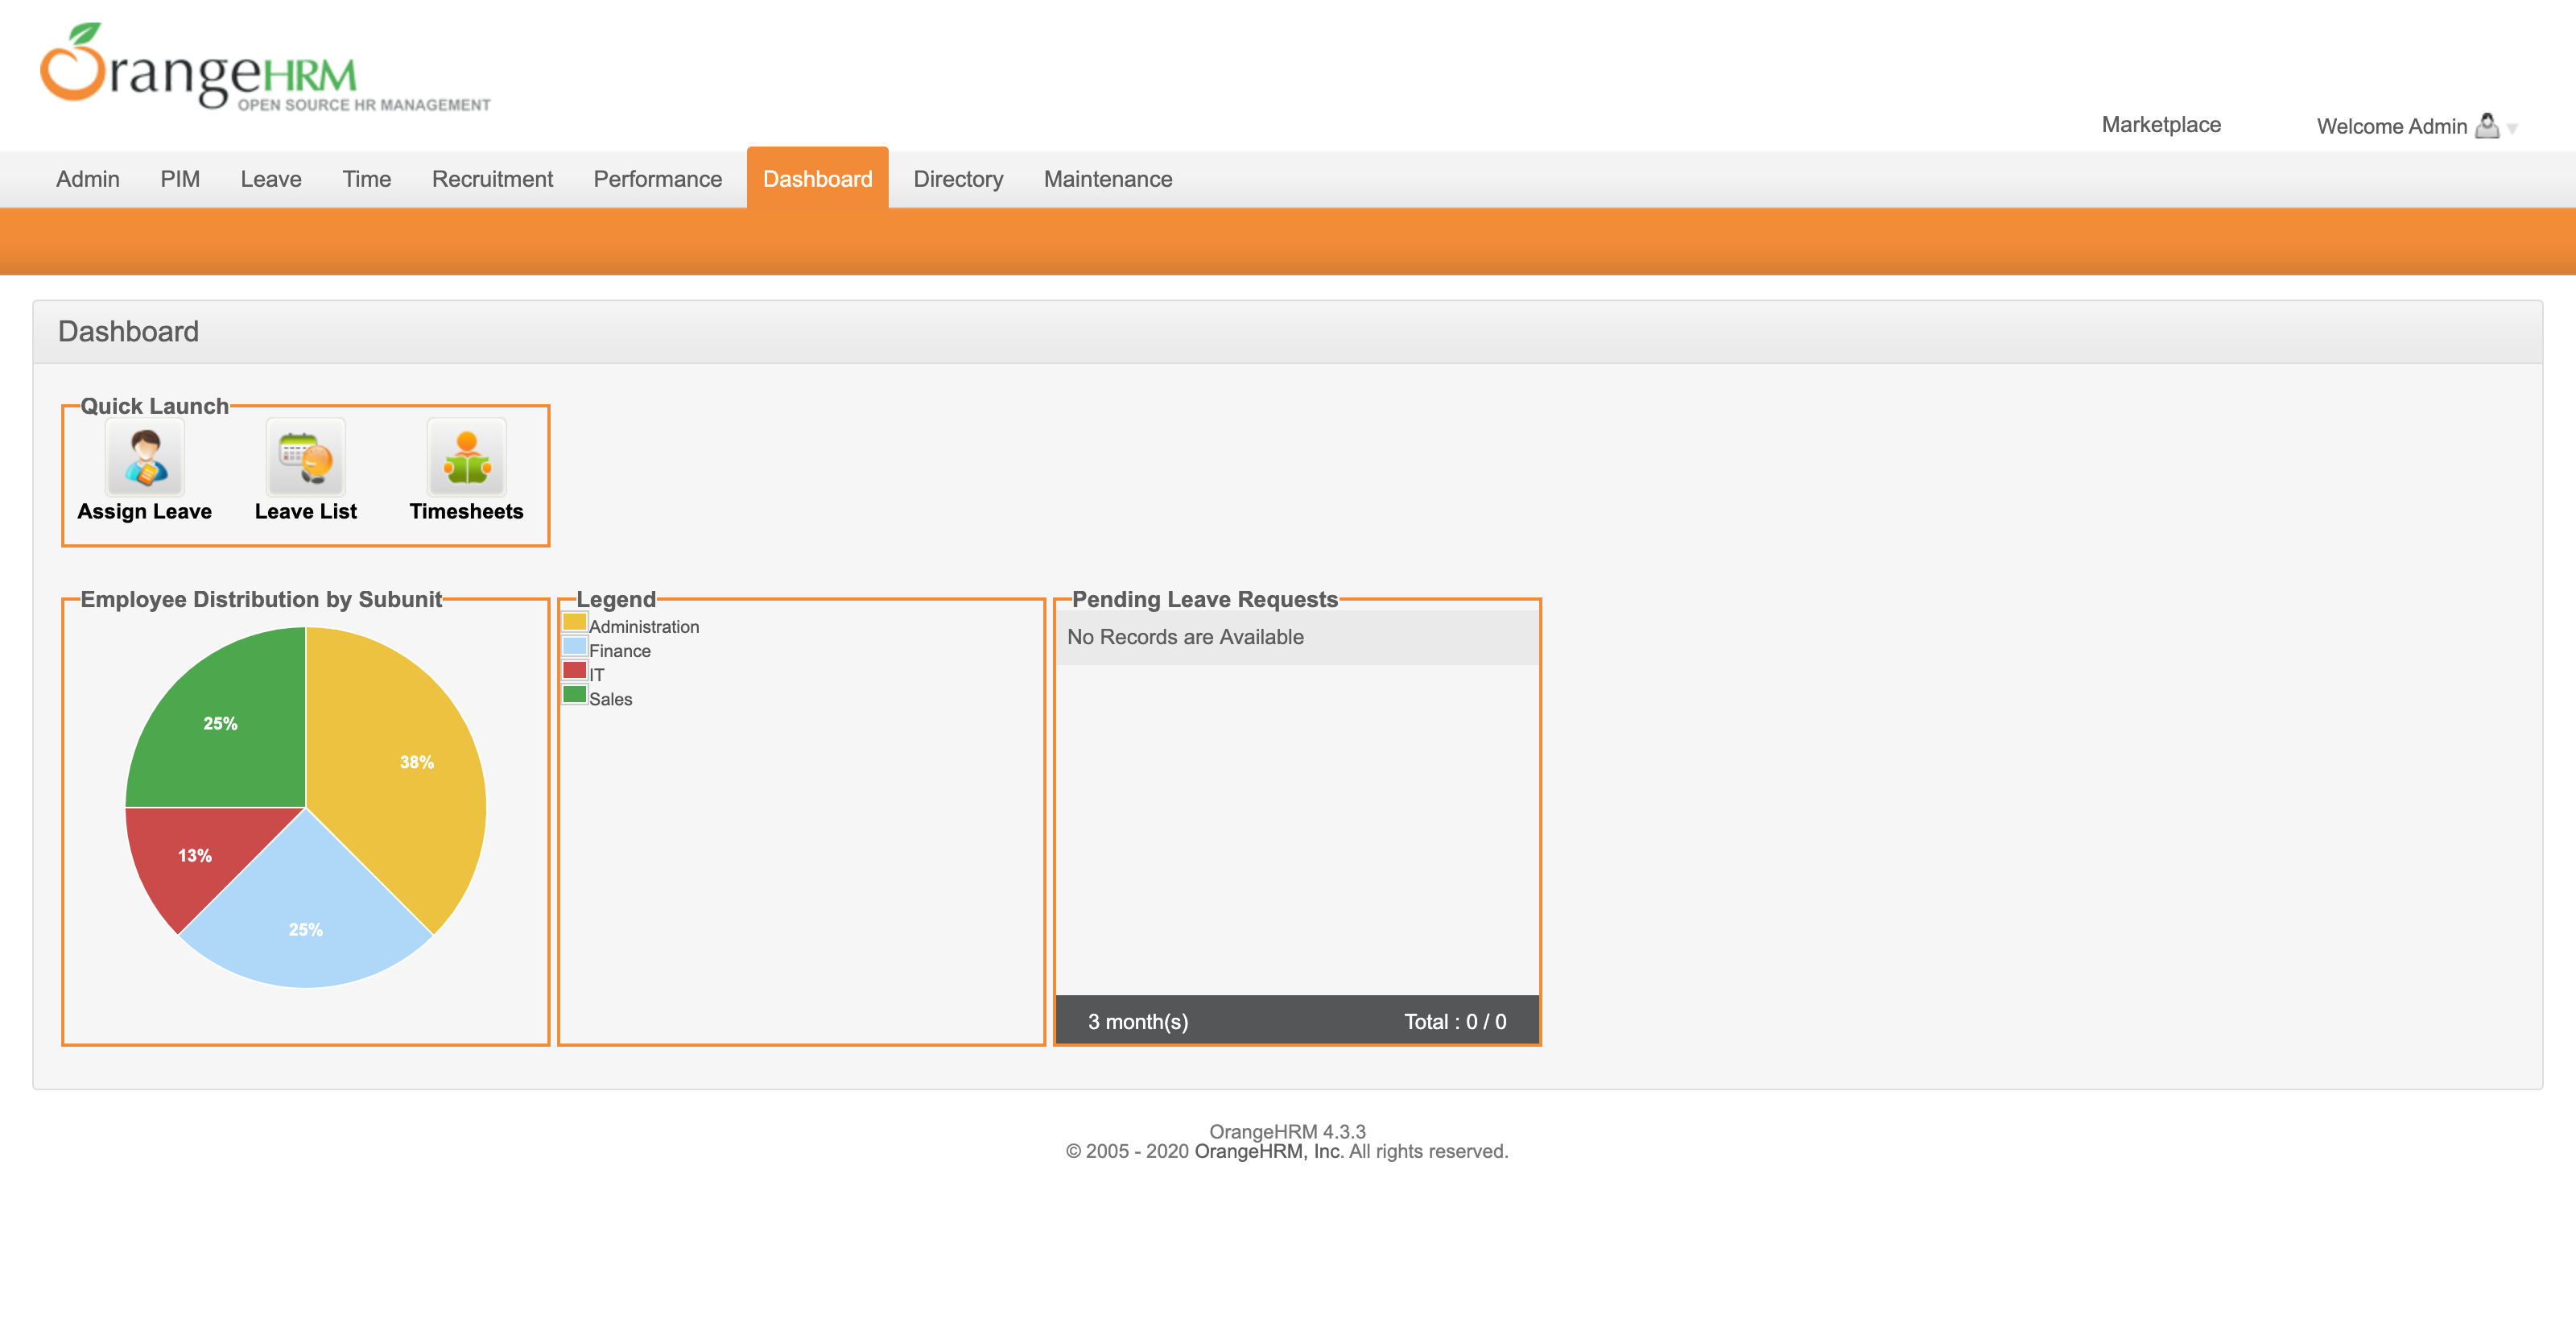 OrangeHRM
OPEN SOURCE HR MANAGEMENT
Marketplace
Welcome Admin
Admin PIM Leave Time Recruitment Performance Dashboard Directory Maintenance
Dashboard
Quick Launch
Assign Leave Leave List Timesheets
Employee Distribution by Subunit
25%
38%
13%
25%
Legend
Administration
Finance
IT
Sales
Pending Leave Requests
No Records are Available
3 month(s) Total : 0 / 0
OrangeHRM 4.3.3
© 2005 - 2020 OrangeHRM, Inc. All rights reserved.